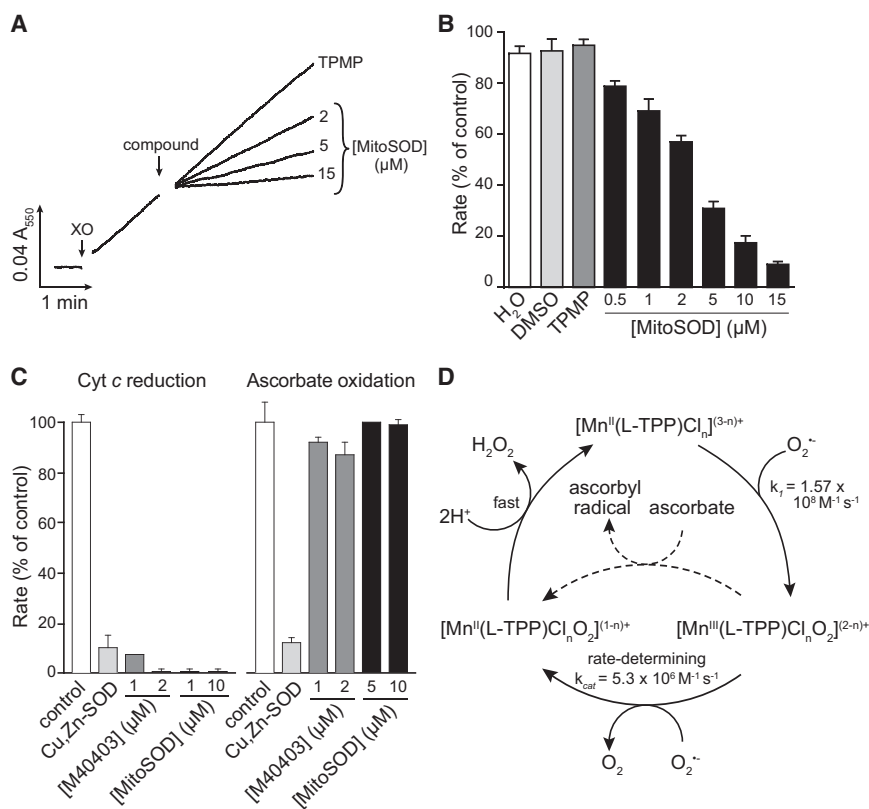 A
TPMP
compound
2
5
15
[MitoSOD]
(µM)
XO
0.04 A550
1 min
B
Rate (% of control)
100
80
60
40
20
0
H2O
DMSO
TPMP
0.5 1 2 5 10 15
[MitoSOD] (µM)
C
Cyt c reduction
Ascorbate oxidation
Rate (% of control)
100
80
60
40
20
0
control
Cu,Zn-SOD
1 2
[M40403] (µM)
1 10
[MitoSOD] (µM)
control
Cu,Zn-SOD
1 2
[M40403] (µM)
5 10
[MitoSOD] (µM)
D
[MnII(L-TPP)Cln](3-n)+
H2O2
O2•-
fast
2H+
ascorbyl
radical
ascorbate
k1 = 1.57 x
108 M-1 s-1
[MnII(L-TPP)ClnO2](1-n)+
[MnIII(L-TPP)ClnO2](2-n)+
rate-determining
kcat = 5.3 x 106 M-1 s-1
O2
O2•-